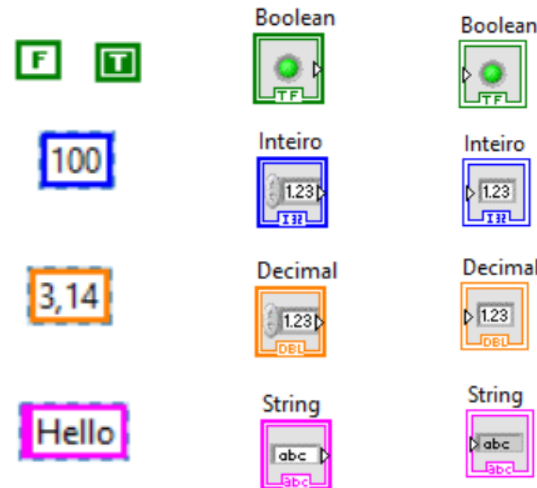 Boolean
Boolean
F
T
TF
TF
Inteiro
Inteiro
100
1.23
1.23
I32
I32
Decimal
Decimal
3,14
1.23
1.23
DBL
DBL
String
String
Hello
abc
abc
abc
abc